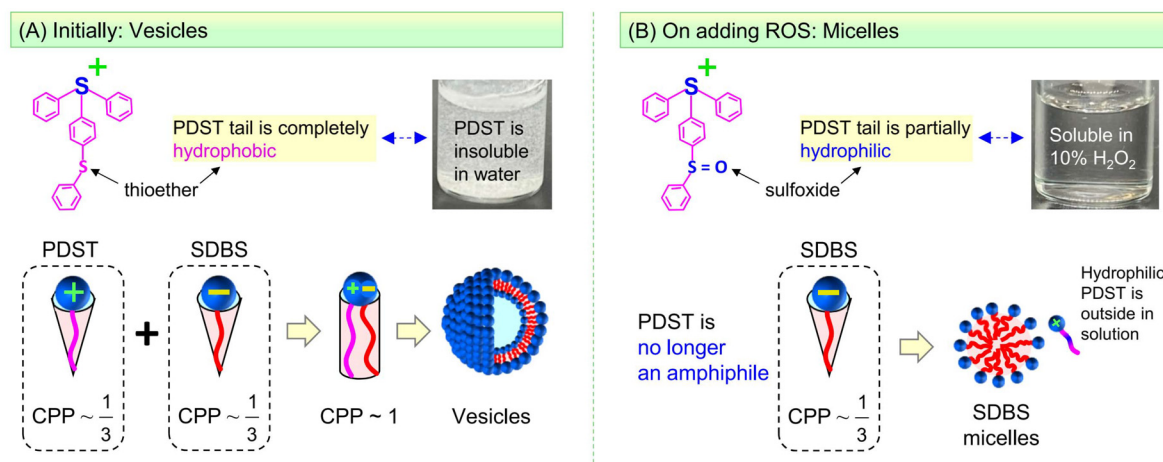 (A) Initially: Vesicles
+
S
PDST tail is completely
hydrophobic
PDST is
insoluble
in water
S
thioether
PDST
SDBS
+
+
−
+ −
CPP ~ 1/3
CPP ~ 1/3
CPP ~ 1
Vesicles
(B) On adding ROS: Micelles
+
S
PDST tail is partially
hydrophilic
Soluble in
10% H₂O₂
S = O
sulfoxide
SDBS
PDST is
no longer
an amphiphile
−
CPP ~ 1/3
SDBS
micelles
+
Hydrophilic
PDST is
outside in
solution